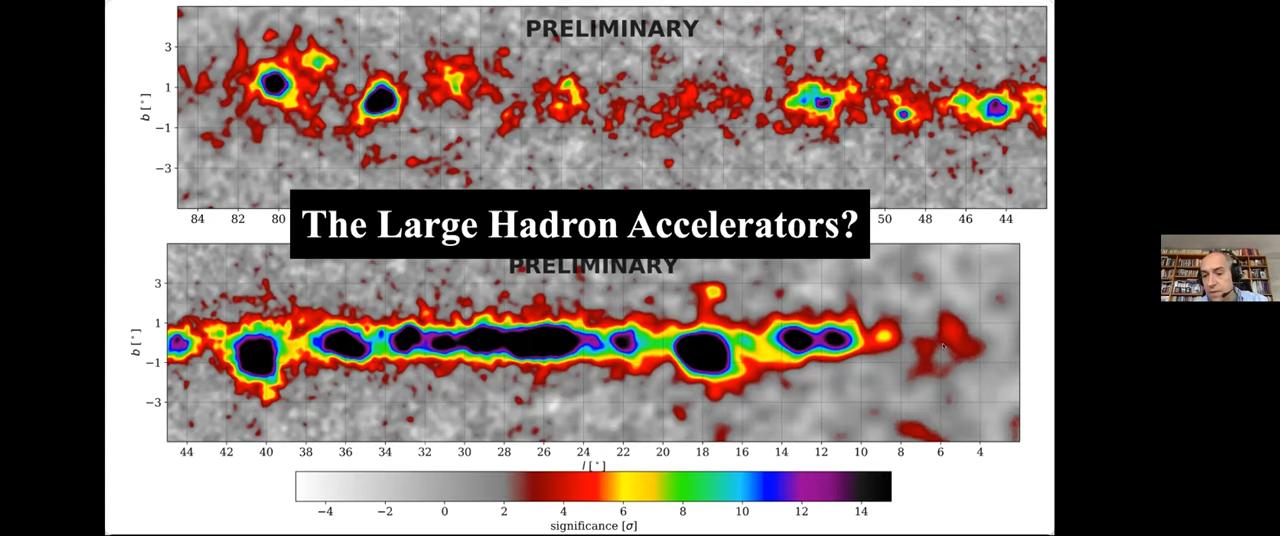 PRELIMINARY
3
1
−1
−3
b [°]
84 82 80
The Large Hadron Accelerators?
50 48 46 44
PRELIMINARY
3
1
−1
−3
b [°]
44 42 40 38 36 34 32 30 28 26 24 22 20 18 16 14 12 10 8 6 4
l [°]
−4 −2 0 2 4 6 8 10 12 14
significance [σ]